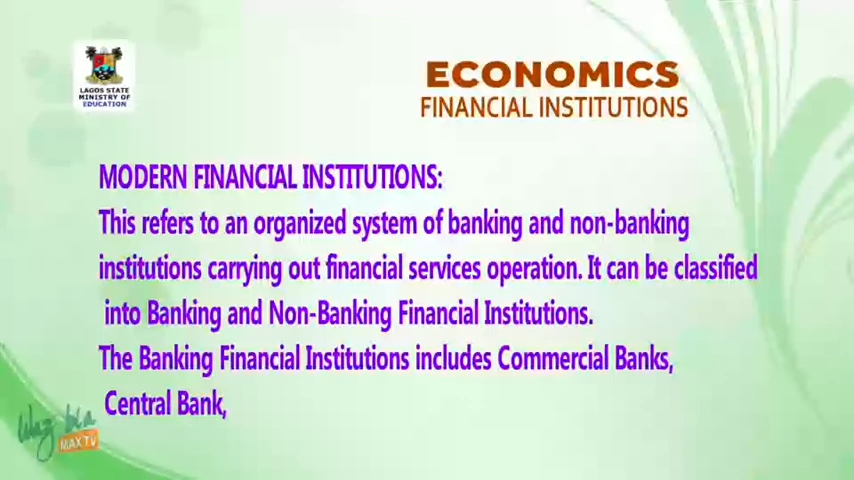 LAGOS STATE
MINISTRY OF
EDUCATION
ECONOMICS
FINANCIAL INSTITUTIONS
MODERN FINANCIAL INSTITUTIONS:
This refers to an organized system of banking and non-banking
institutions carrying out financial services operation. It can be classified
into Banking and Non-Banking Financial Institutions.
The Banking Financial Institutions includes Commercial Banks,
Central Bank,
MAX TV